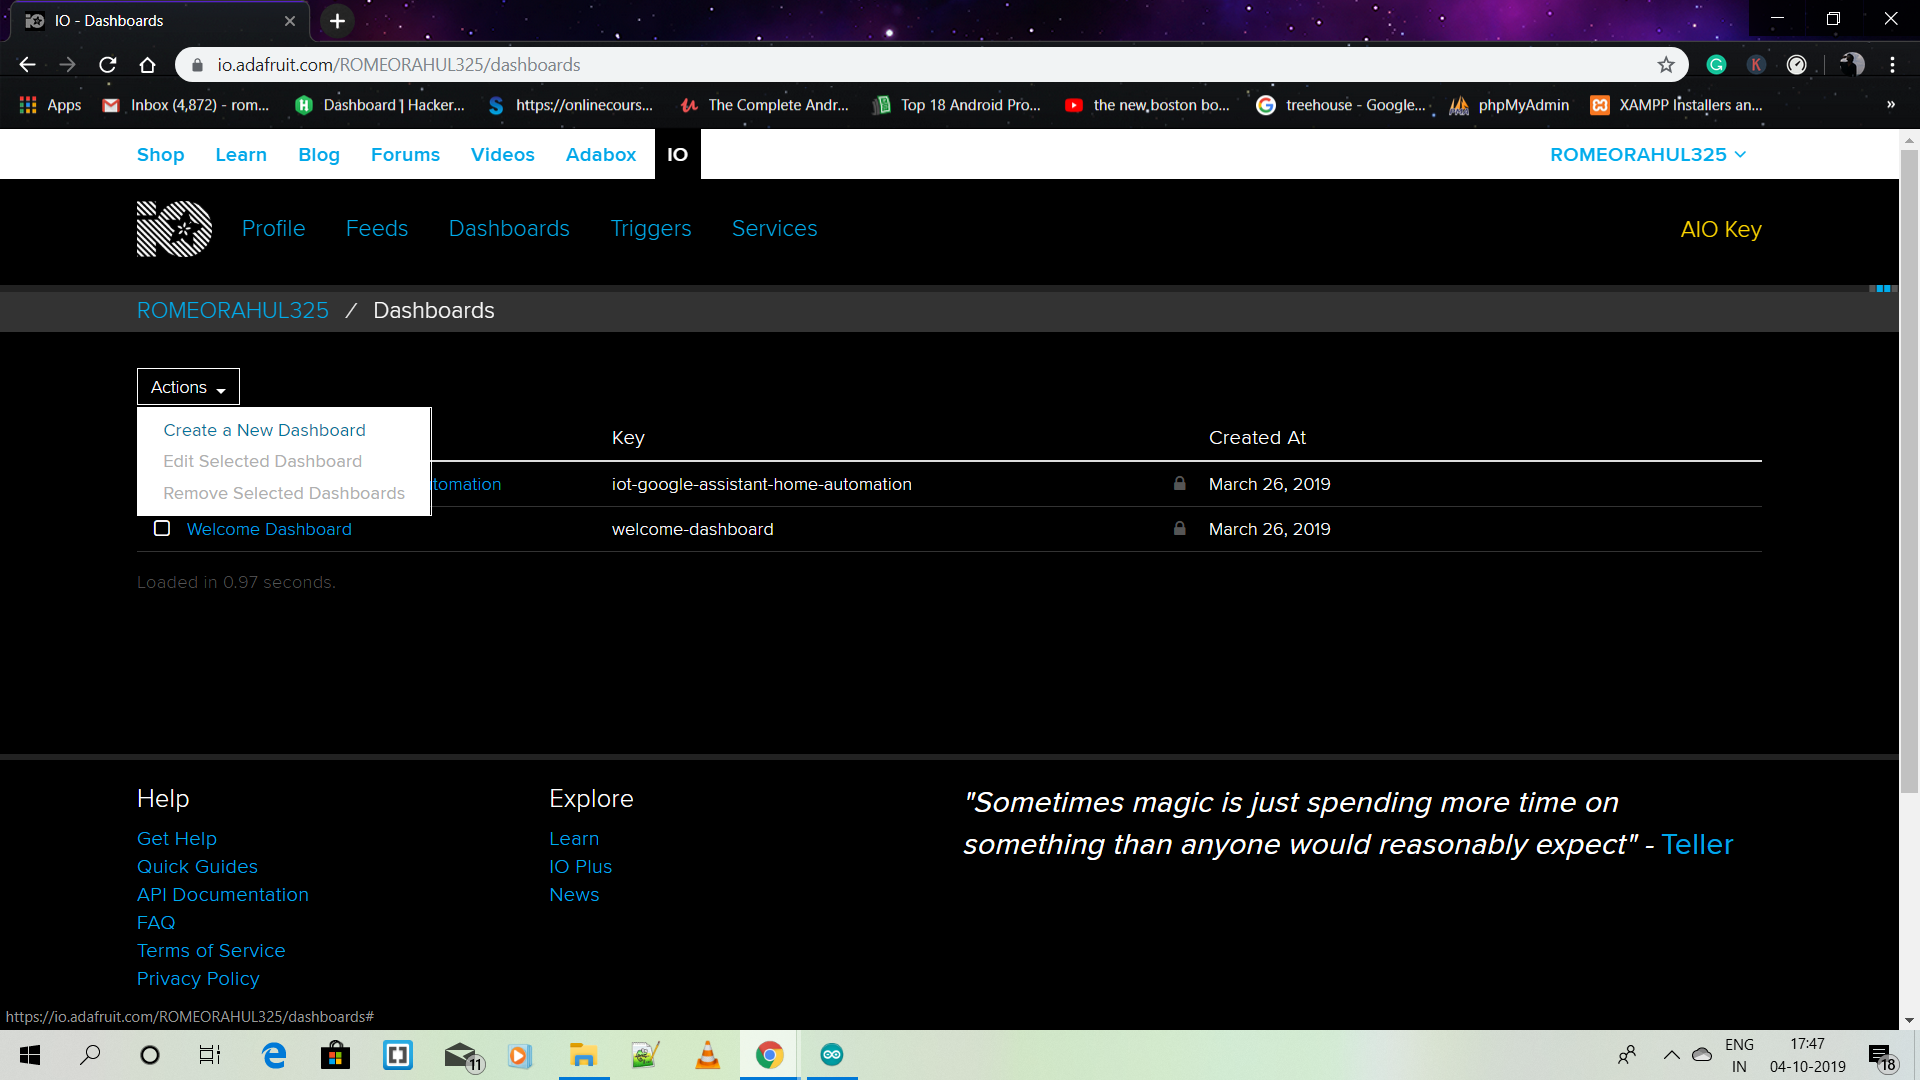 IO - Dashboards
io.adafruit.com/ROMEORAHUL325/dashboards
Apps Inbox (4,872) - rom... Dashboard | Hacker... https://onlinecours... The Complete Andr... Top 18 Android Pro... the new boston bo... treehouse - Google... phpMyAdmin XAMPP Installers an... »
Shop Learn Blog Forums Videos Adabox IO ROMEORAHUL325
Profile Feeds Dashboards Triggers Services AIO Key
ROMEORAHUL325 / Dashboards
Actions
Create a New Dashboard
Edit Selected Dashboard
Remove Selected Dashboards
Key Created At
tomation iot-google-assistant-home-automation March 26, 2019
Welcome Dashboard welcome-dashboard March 26, 2019
Loaded in 0.97 seconds.
Help
Get Help
Quick Guides
API Documentation
FAQ
Terms of Service
Privacy Policy
Explore
Learn
IO Plus
News
"Sometimes magic is just spending more time on
something than anyone would reasonably expect" - Teller
https://io.adafruit.com/ROMEORAHUL325/dashboards#
11
ENG
IN
17:47
04-10-2019
18